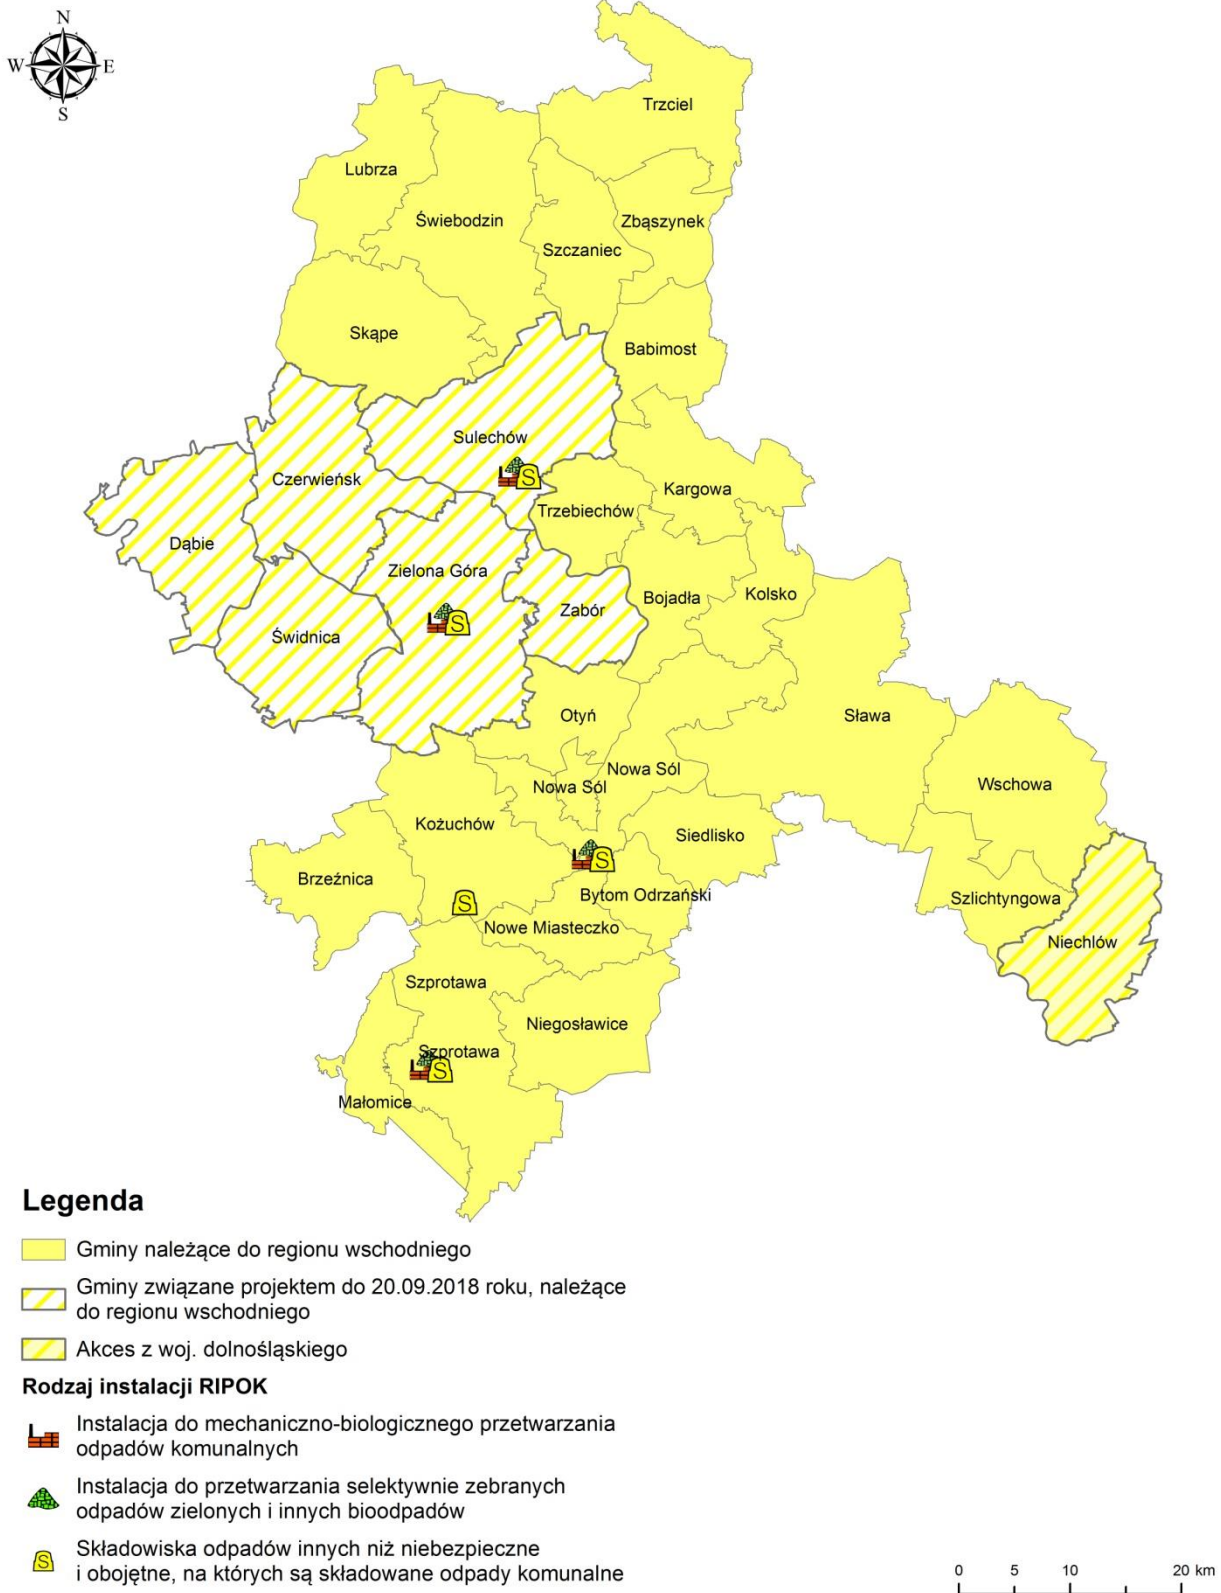 N
W E
S
Trzciel
Lubrza
Świebodzin
Zbąszynek
Szczaniec
Skąpe
Babimost
Sulechów
Czerwieńsk
Kargowa
Trzebiechów
Dąbie
Zielona Góra
Kolsko
Bojadła
Zabór
Świdnica
Otyń
Sława
Nowa Sól
Nowa Sól
Wschowa
Kożuchów
Siedlisko
Brzeźnica
Bytom Odrzański
Szlichtyngowa
Nowe Miasteczko
Niechlów
Szprotawa
Niegosławice
Szprotawa
Małomice
S
S
S
S
S
Legenda
Gminy należące do regionu wschodniego
Gminy związane projektem do 20.09.2018 roku, należące
do regionu wschodniego
Akces z woj. dolnośląskiego
Rodzaj instalacji RIPOK
Instalacja do mechaniczno-biologicznego przetwarzania
odpadów komunalnych
Instalacja do przetwarzania selektywnie zebranych
odpadów zielonych i innych bioodpadów
S
Składowiska odpadów innych niż niebezpieczne
i obojętne, na których są składowane odpady komunalne
0 5 10 20 km